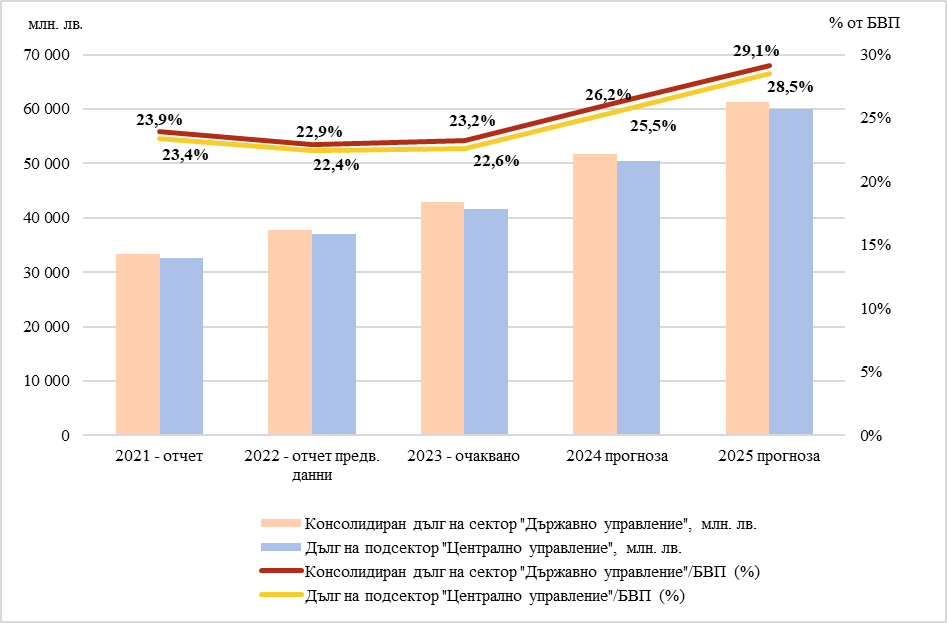 млн. лв.
% от БВП
70 000
60 000
50 000
40 000
30 000
20 000
10 000
0
30%
25%
20%
15%
10%
5%
0%
23,9%
22,9%
23,2%
26,2%
29,1%
23,4%
22,4%
22,6%
25,5%
28,5%
2021 - отчет
2022 - отчет предв.
данни
2023 - очаквано
2024 прогноза
2025 прогноза
Консолидиран дълг на сектор "Държавно управление", млн. лв.
Дълг на подсектор "Централно управление", млн. лв.
Консолидиран дълг на сектор "Държавно управление"/БВП (%)
Дълг на подсектор "Централно управление"/БВП (%)